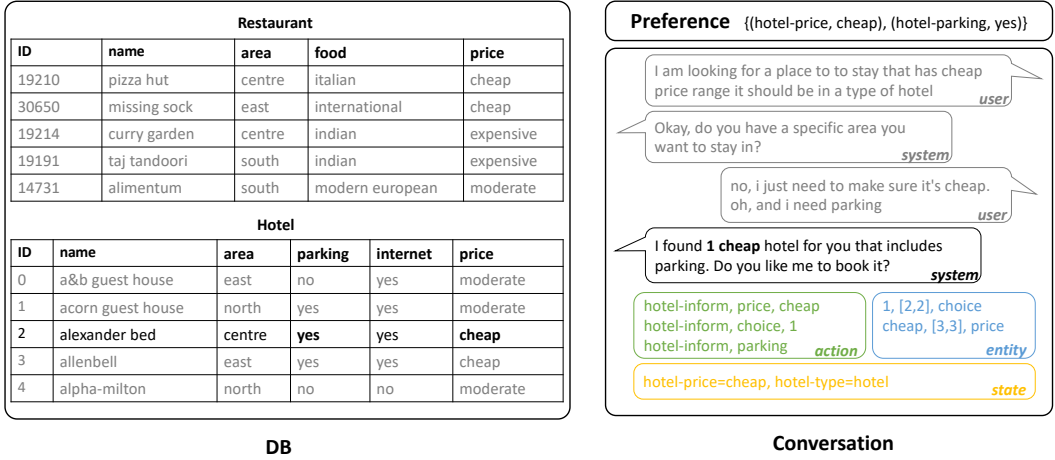 Restaurant
ID name area food price
19210 pizza hut centre italian cheap
30650 missing sock east international cheap
19214 curry garden centre indian expensive
19191 taj tandoori south indian expensive
14731 alimentum south modern european moderate
Hotel
ID name area parking internet price
0 a&b guest house east no yes moderate
1 acorn guest house north yes yes moderate
2 alexander bed centre yes yes cheap
3 allenbell east yes yes cheap
4 alpha-milton north no no moderate
DB
Preference {(hotel-price, cheap), (hotel-parking, yes)}
I am looking for a place to to stay that has cheap
price range it should be in a type of hotel
user
Okay, do you have a specific area you
want to stay in?
system
no, i just need to make sure it's cheap.
oh, and i need parking
user
I found 1 cheap hotel for you that includes
parking. Do you like me to book it?
system
hotel-inform, price, cheap
hotel-inform, choice, 1
hotel-inform, parking
action
1, [2,2], choice
cheap, [3,3], price
entity
hotel-price=cheap, hotel-type=hotel
state
Conversation